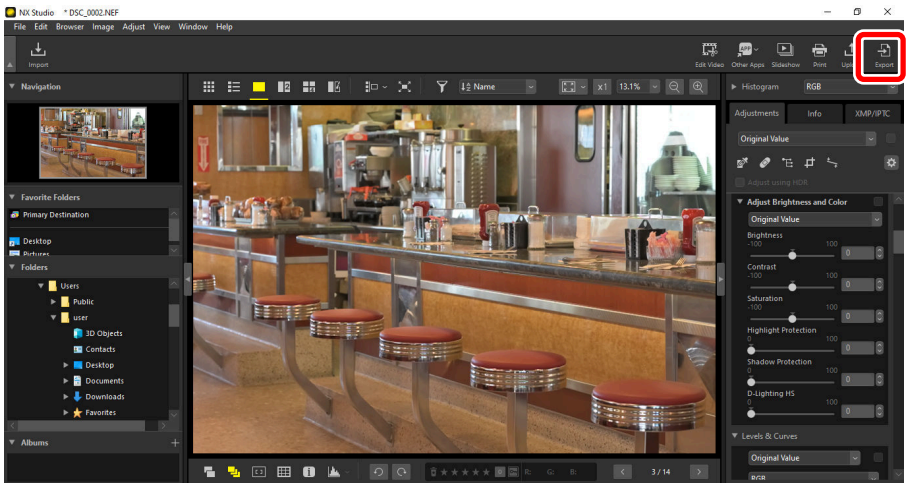 NX Studio * DSC_0002.NEF
File Edit Browser Image Adjust View Window Help
Import
Edit Video Other Apps Slideshow Print Export
APP
Navigation
Name
x1 13.1%
Histogram RGB
Adjustments Info XMP/IPTC
Original Value
Adjust using HDR
Favorite Folders
Primary Destination
Desktop
Pictures
Folders
Users
Public
user
3D Objects
Contacts
Desktop
Documents
Downloads
Favorites
Albums
Adjust Brightness and Color
Original Value
Brightness
-100 100
0
Contrast
-100 100
0
Saturation
-100 100
0
Highlight Protection
0 100
0
Shadow Protection
0 100
0
D-Lighting HS
0 100
0
Levels & Curves
Original Value
RGB
R: G: B:
3 / 14